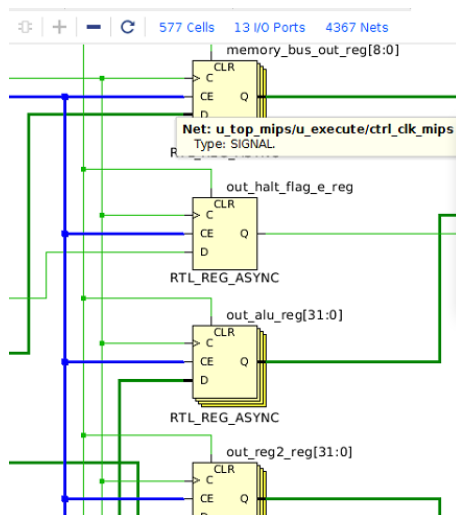 577 Cells 13 I/O Ports 4367 Nets
memory_bus_out_reg[8:0]
CLR
C
CE Q
D
Net: u_top_mips/u_execute/ctrl_clk_mips
Type: SIGNAL.
out_halt_flag_e_reg
CLR
C
CE Q
D
RTL_REG_ASYNC
out_alu_reg[31:0]
CLR
C
CE Q
D
RTL_REG_ASYNC
out_reg2_reg[31:0]
CLR
C
CE Q